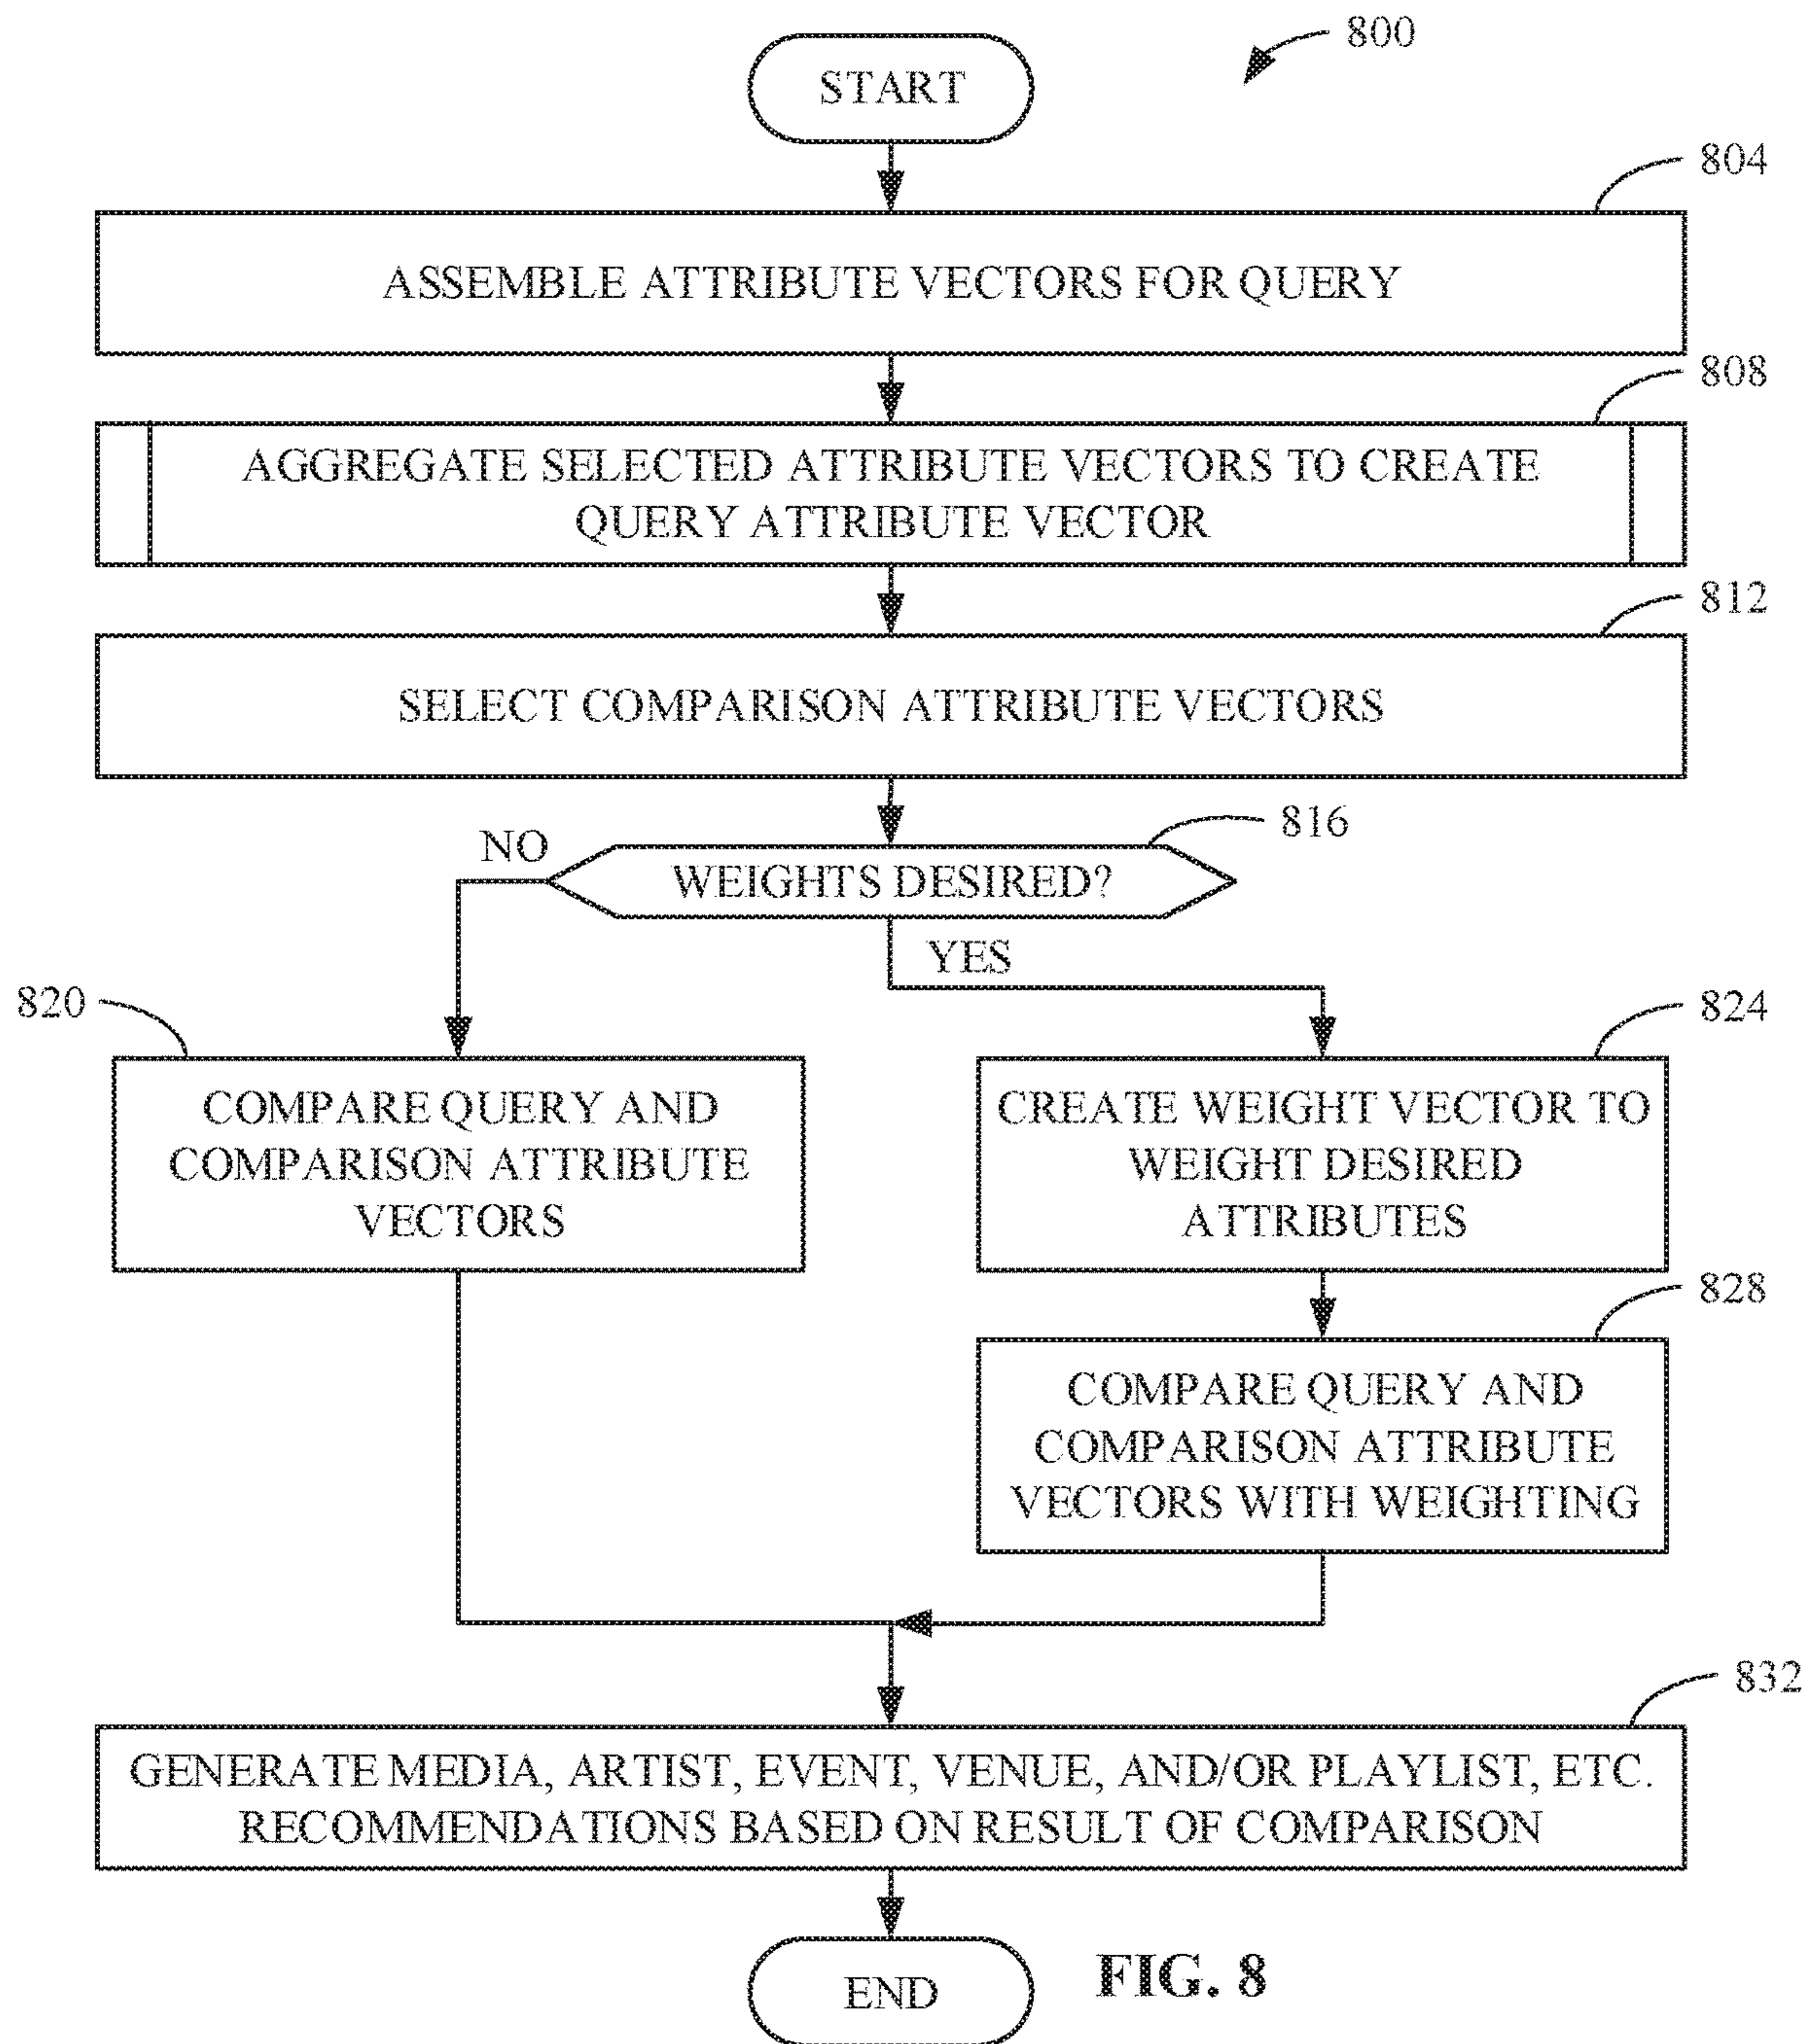 800
START
804
ASSEMBLE ATTRIBUTE VECTORS FOR QUERY
808
AGGREGATE SELECTED ATTRIBUTE VECTORS TO CREATE
QUERY ATTRIBUTE VECTOR
812
SELECT COMPARISON ATTRIBUTE VECTORS
816
NO
WEIGHTS DESIRED?
YES
820
824
COMPARE QUERY AND
COMPARISON ATTRIBUTE
VECTORS
CREATE WEIGHT VECTOR TO
WEIGHT DESIRED
ATTRIBUTES
828
COMPARE QUERY AND
COMPARISON ATTRIBUTE
VECTORS WITH WEIGHTING
832
GENERATE MEDIA, ARTIST, EVENT, VENUE, AND/OR PLAYLIST, ETC.
RECOMMENDATIONS BASED ON RESULT OF COMPARISON
END
FIG. 8